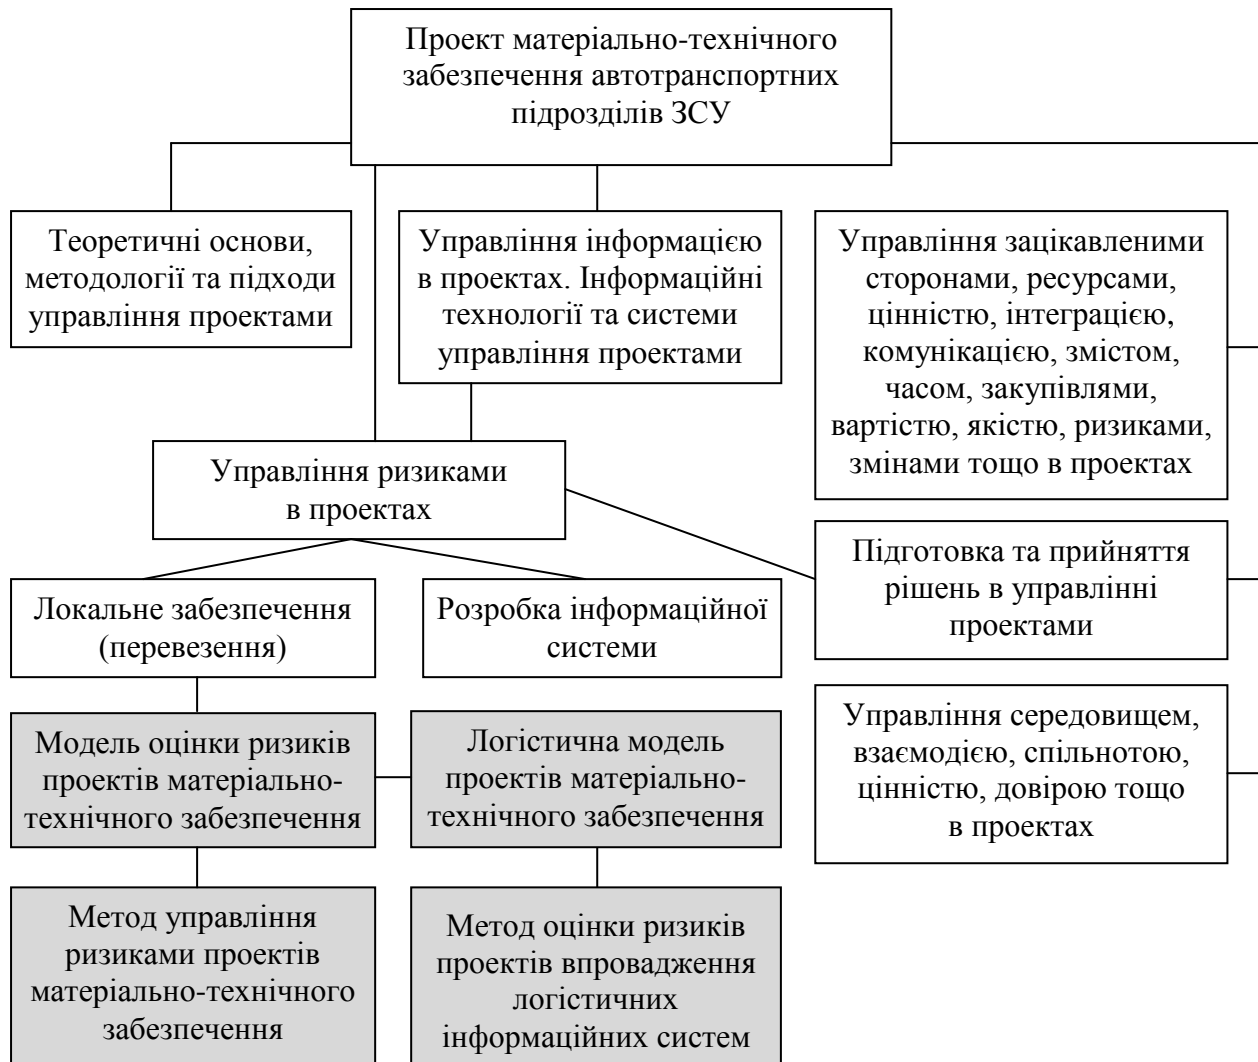 Проект матеріально-технічного
забезпечення автотранспортних
підрозділів ЗСУ
Теоретичні основи,
методології та підходи
управління проектами
Управління інформацією
в проектах. Інформаційні
технології та системи
управління проектами
Управління зацікавленими
сторонами, ресурсами,
цінністю, інтеграцією,
комунікацією, змістом,
часом, закупівлями,
вартістю, якістю, ризиками,
змінами тощо в проектах
Управління ризиками
в проектах
Підготовка та прийняття
рішень в управлінні
проектами
Локальне забезпечення
(перевезення)
Розробка інформаційної
системи
Управління середовищем,
взаємодією, спільнотою,
цінністю, довірою тощо
в проектах
Модель оцінки ризиків
проектів матеріально-
технічного забезпечення
Логістична модель
проектів матеріально-
технічного забезпечення
Метод управління
ризиками проектів
матеріально-технічного
забезпечення
Метод оцінки ризиків
проектів впровадження
логістичних
інформаційних систем